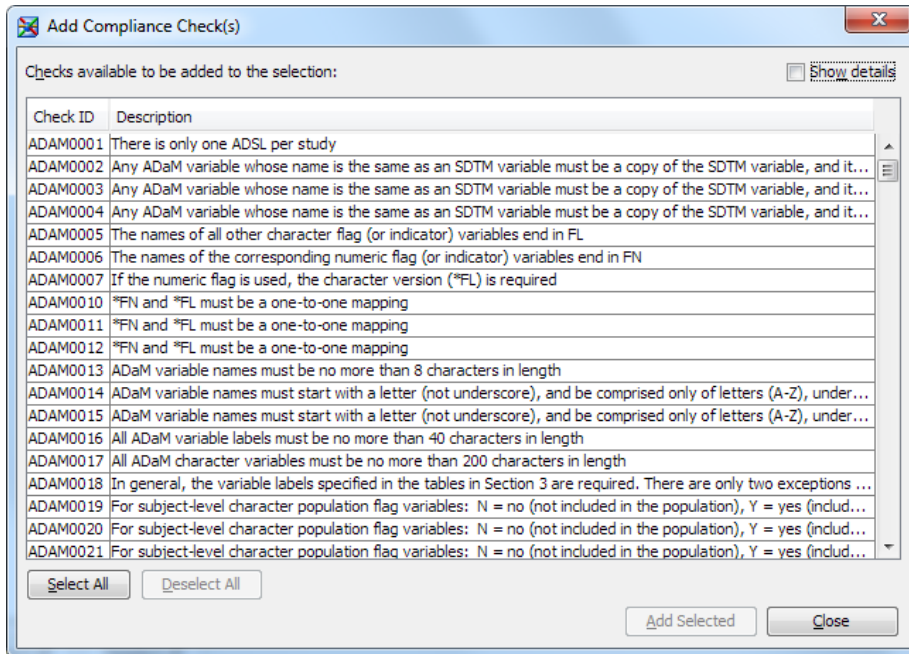 Add Compliance Check(s)
Checks available to be added to the selection:
Show details
Check ID Description
ADAM0001 There is only one ADSL per study
ADAM0002 Any ADaM variable whose name is the same as an SDTM variable must be a copy of the SDTM variable, and it...
ADAM0003 Any ADaM variable whose name is the same as an SDTM variable must be a copy of the SDTM variable, and it...
ADAM0004 Any ADaM variable whose name is the same as an SDTM variable must be a copy of the SDTM variable, and it...
ADAM0005 The names of all other character flag (or indicator) variables end in FL
ADAM0006 The names of the corresponding numeric flag (or indicator) variables end in FN
ADAM0007 If the numeric flag is used, the character version (*FL) is required
ADAM0010 *FN and *FL must be a one-to-one mapping
ADAM0011 *FN and *FL must be a one-to-one mapping
ADAM0012 *FN and *FL must be a one-to-one mapping
ADAM0013 ADaM variable names must be no more than 8 characters in length
ADAM0014 ADaM variable names must start with a letter (not underscore), and be comprised only of letters (A-Z), under...
ADAM0015 ADaM variable names must start with a letter (not underscore), and be comprised only of letters (A-Z), under...
ADAM0016 All ADaM variable labels must be no more than 40 characters in length
ADAM0017 All ADaM character variables must be no more than 200 characters in length
ADAM0018 In general, the variable labels specified in the tables in Section 3 are required. There are only two exceptions ...
ADAM0019 For subject-level character population flag variables: N = no (not included in the population), Y = yes (includ...
ADAM0020 For subject-level character population flag variables: N = no (not included in the population), Y = yes (includ...
ADAM0021 For subject-level character population flag variables: N = no (not included in the population), Y = yes (includ...
Select All Deselect All
Add Selected Close